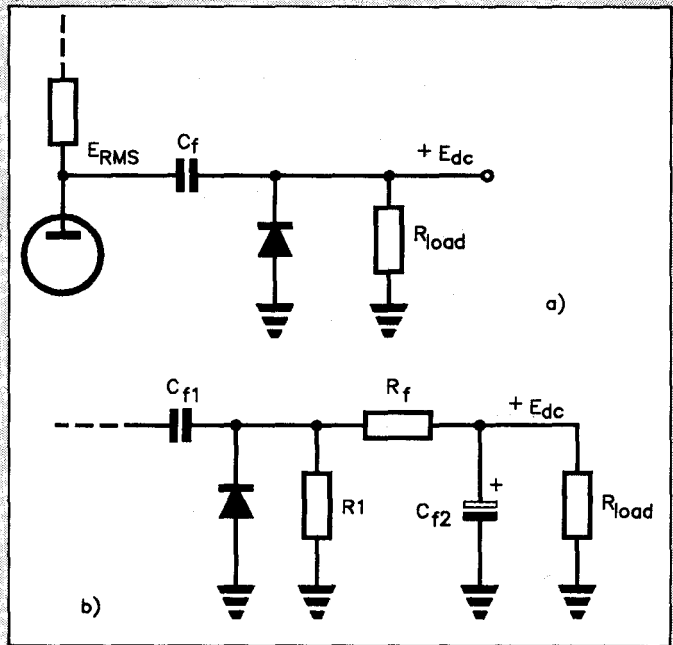 E_RMS
C_f
+ E_dc
R_load
a)
C_f1
R_f
+ E_dc
R1
+
C_f2
R_load
b)